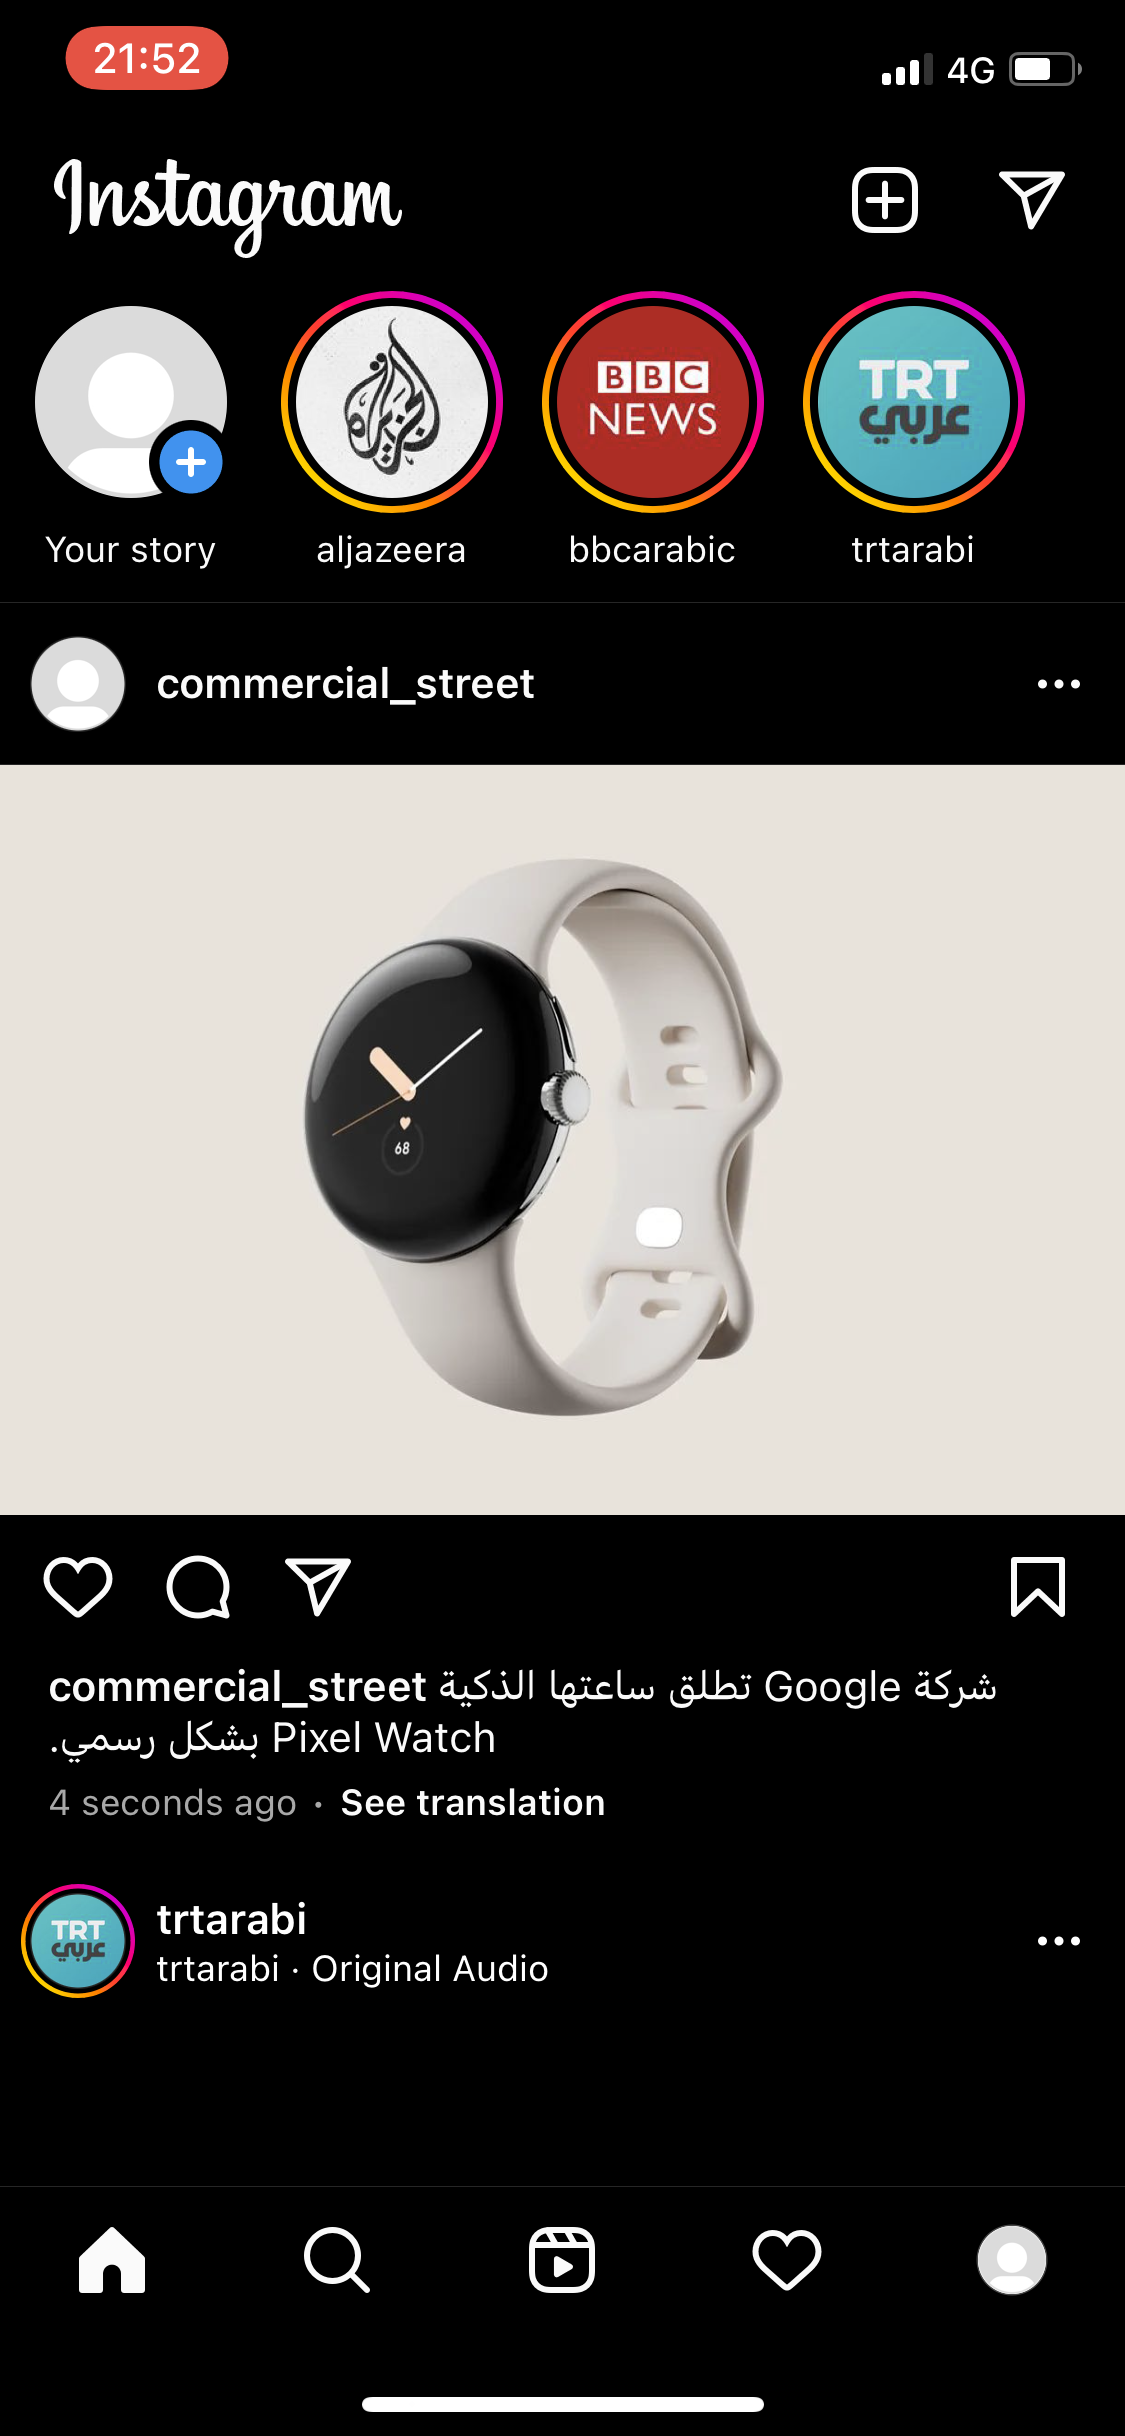 21:52
4G
Instagram
الجزيرة
BBC
NEWS
TRT
عربي
Your story
aljazeera
bbcarabic
trtarabi
commercial_street
68
commercial_street شركة Google تطلق ساعتها الذكية
Pixel Watch بشكل رسمي.
4 seconds ago · See translation
TRT
عربي
trtarabi
trtarabi · Original Audio